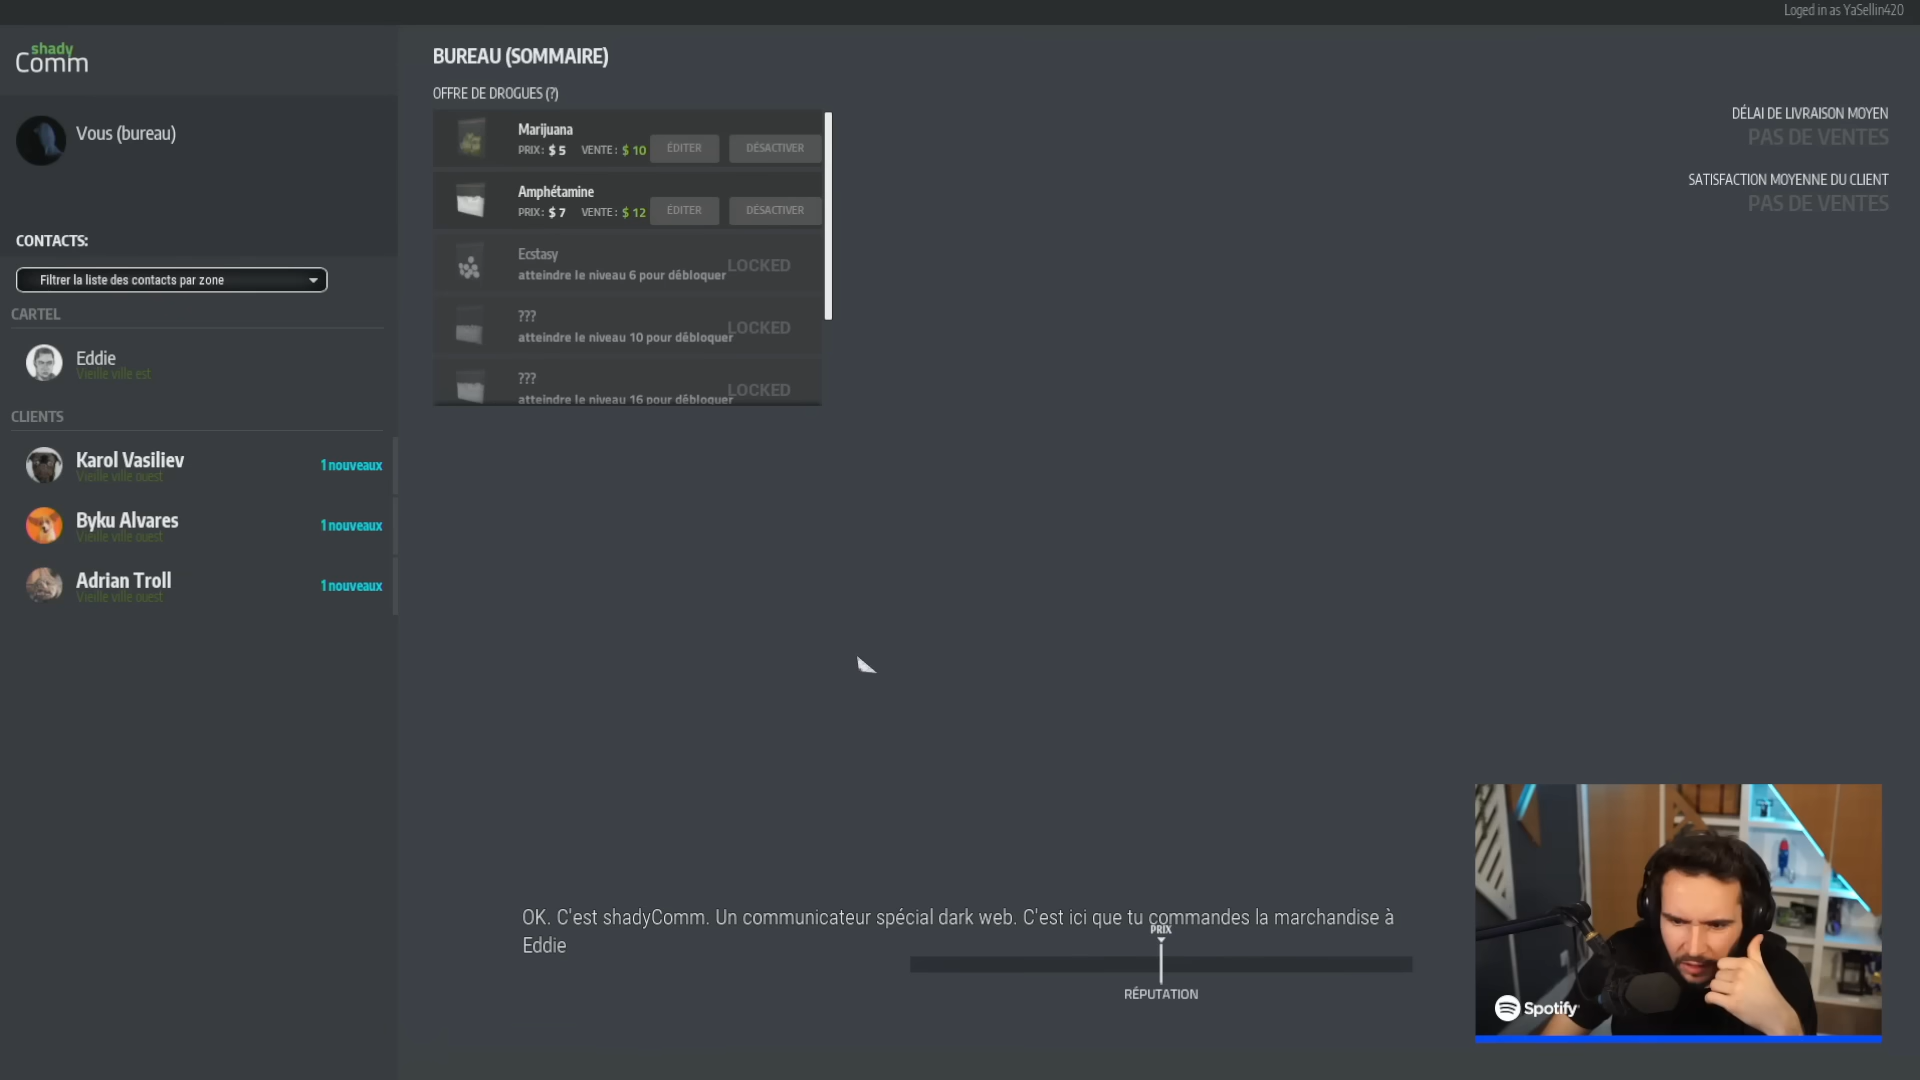 Loged in as YaSellin420
shady
Comm
Vous (bureau)
CONTACTS:
Filtrer la liste des contacts par zone
CARTEL
Eddie
Vieille ville est
CLIENTS
Karol Vasiliev
1 nouveaux
Vieille ville ouest
Byku Alvares
1 nouveaux
Vieille ville ouest
Adrian Troll
1 nouveaux
Vieille ville ouest
BUREAU (SOMMAIRE)
OFFRE DE DROGUES (?)
Marijuana
PRIX: $ 5 VENTE: $ 10 ÉDITER DÉSACTIVER
Amphétamine
PRIX: $ 7 VENTE: $ 12 ÉDITER DÉSACTIVER
Ecstasy
atteindre le niveau 6 pour débloquer LOCKED
???
atteindre le niveau 10 pour débloquer LOCKED
???
atteindre le niveau 16 pour débloquer LOCKED
DÉLAI DE LIVRAISON MOYEN
PAS DE VENTES
SATISFACTION MOYENNE DU CLIENT
PAS DE VENTES
OK. C'est shadyComm. Un communicateur spécial dark web. C'est ici que tu commandes la marchandise à
Eddie
PRIX
RÉPUTATION
Spotify